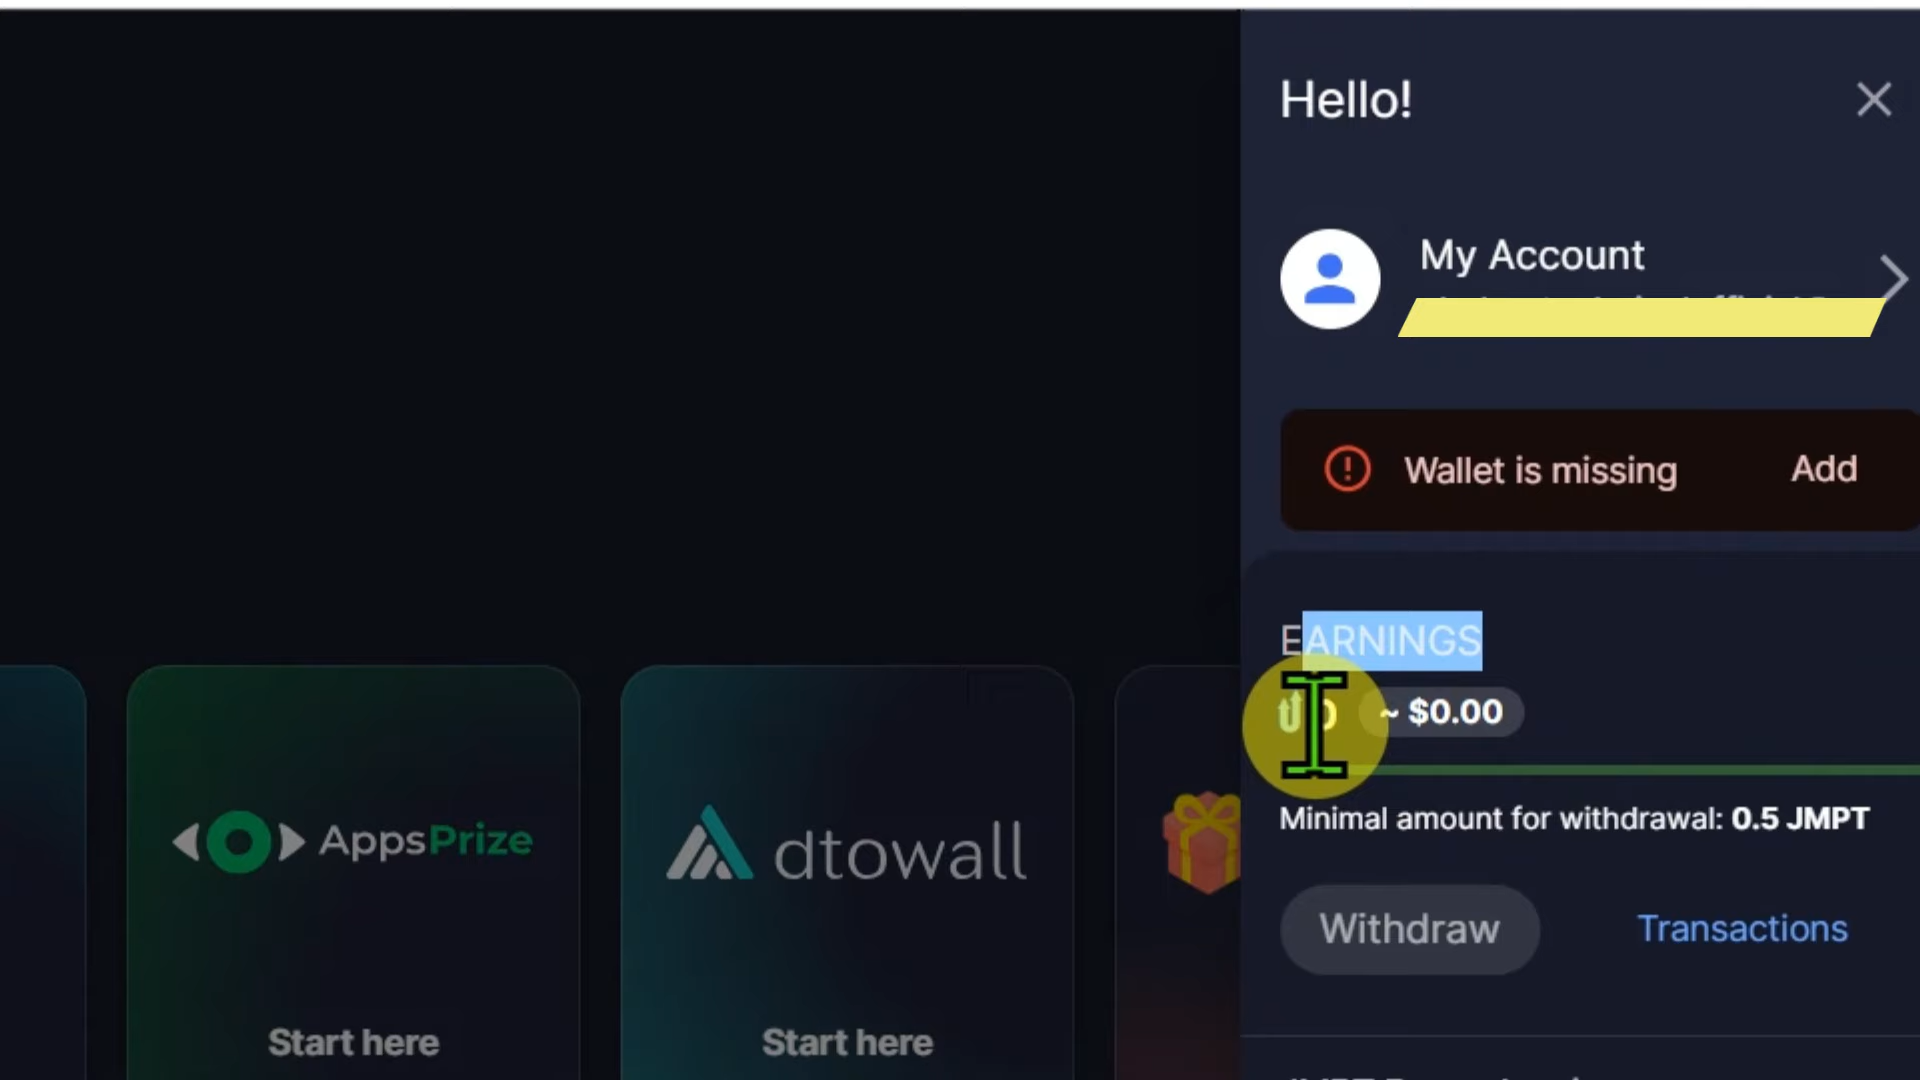 Hello!
My Account
Wallet is missing
Add
EARNINGS
0
~ $0.00
Minimal amount for withdrawal: 0.5 JMPT
Withdraw
Transactions
AppsPrize
dtowall
Start here
Start here